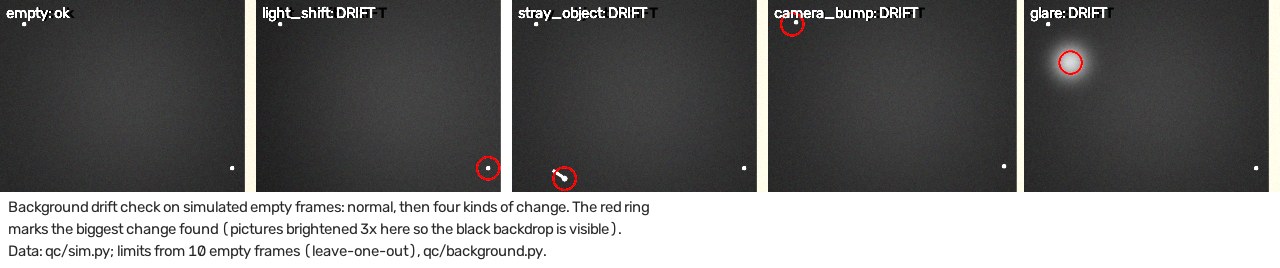 empty: ok
light_shift: DRIFT
stray_object: DRIFT
camera_bump: DRIFT
glare: DRIFT
Background drift check on simulated empty frames: normal, then four kinds of change. The red ring
marks the biggest change found (pictures brightened 3x here so the black backdrop is visible).
Data: qc/sim.py; limits from 10 empty frames (leave-one-out), qc/background.py.